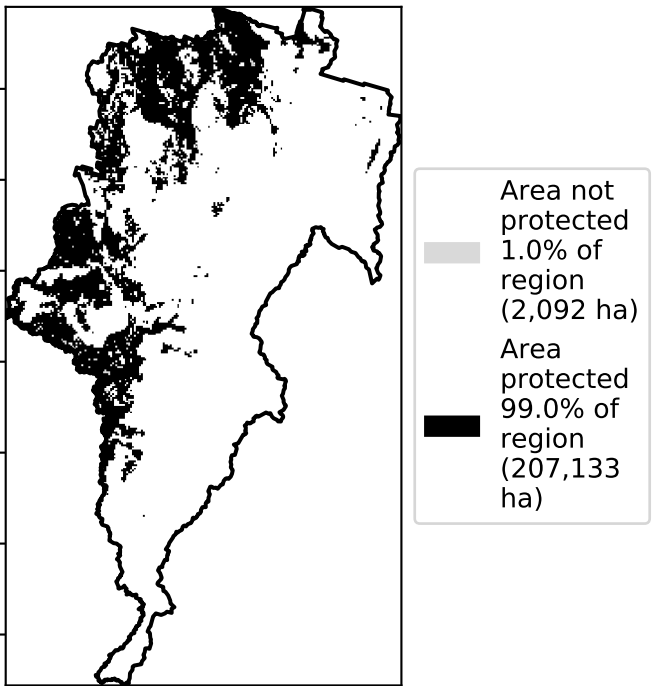 Area not
protected
1.0% of
region
(2,092 ha)
Area
protected
99.0% of
region
(207,133
ha)